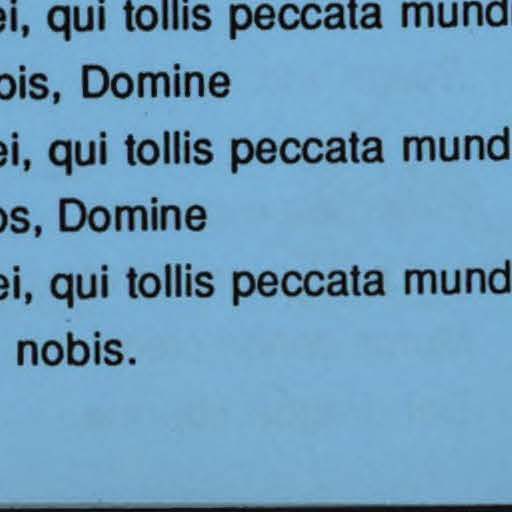 ei, qui tollis peccata mundi
bis, Domine
ei, qui tollis peccata mund
os, Domine
ei, qui tollis peccata mund
nobis.